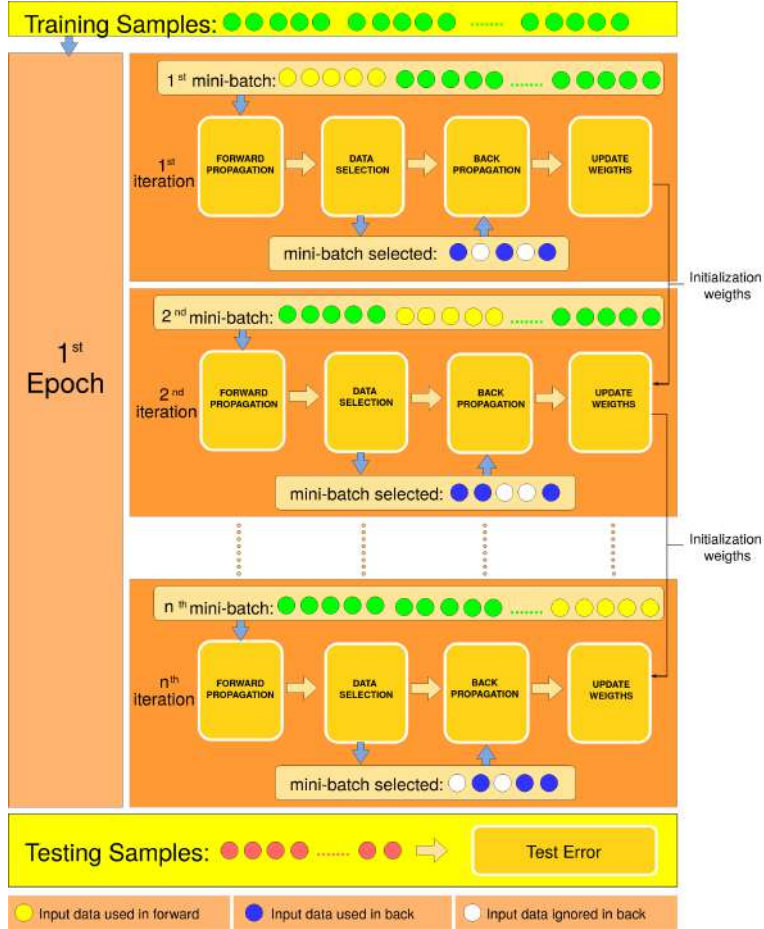 Training Samples: .......
1st mini-batch: .......
1st
iteration
FORWARD
PROPAGATION
DATA
SELECTION
BACK
PROPAGATION
UPDATE
WEIGTHS
mini-batch selected:
Initialization
weigths
1st
Epoch
2nd mini-batch: .......
2nd
iteration
FORWARD
PROPAGATION
DATA
SELECTION
BACK
PROPAGATION
UPDATE
WEIGTHS
mini-batch selected:
Initialization
weigths
nth mini-batch: .......
nth
iteration
FORWARD
PROPAGATION
DATA
SELECTION
BACK
PROPAGATION
UPDATE
WEIGTHS
mini-batch selected:
Testing Samples: .......
Test Error
Input data used in forward
Input data used in back
Input data ignored in back